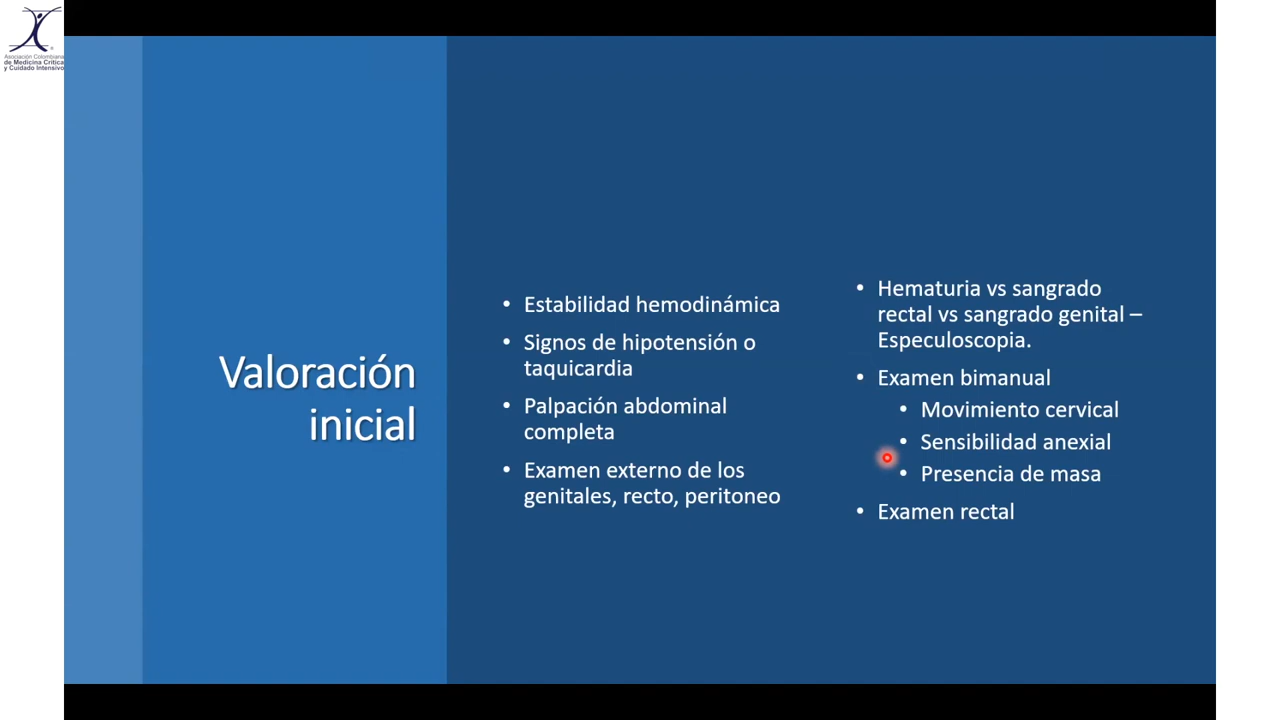 Asociación Colombiana
de Medicina Crítica
y Cuidado Intensivo
Valoración
inicial
• Estabilidad hemodinámica
• Signos de hipotensión o
taquicardia
• Palpación abdominal
completa
• Examen externo de los
genitales, recto, peritoneo
• Hematuria vs sangrado
rectal vs sangrado genital –
Especuloscopia.
• Examen bimanual
• Movimiento cervical
• Sensibilidad anexial
• Presencia de masa
• Examen rectal